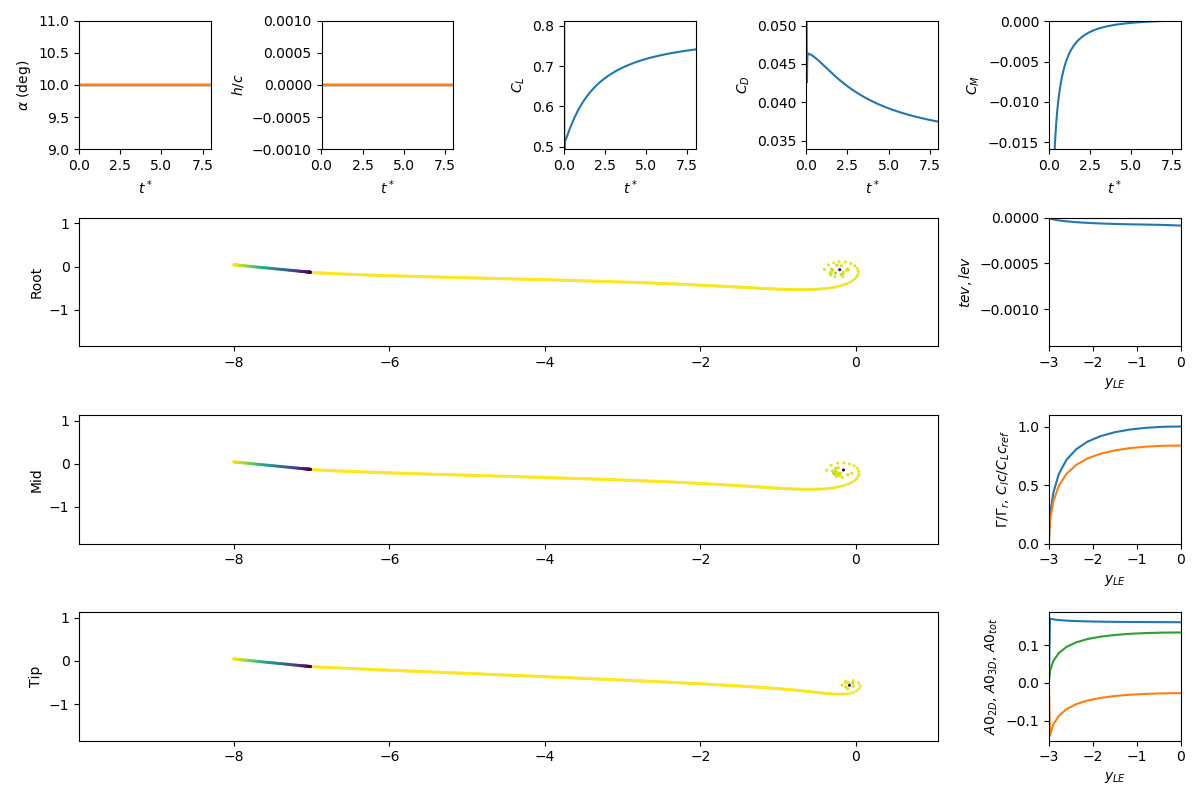 11.0
10.5
10.0
9.5
9.0
α (deg)
0.0 2.5 5.0 7.5
t*
0.0010
0.0005
0.0000
−0.0005
−0.0010
h/c
0.0 2.5 5.0 7.5
t*
0.8
0.7
0.6
0.5
C_L
0.0 2.5 5.0 7.5
t*
0.050
0.045
0.040
0.035
C_D
0.0 2.5 5.0 7.5
t*
0.000
−0.005
−0.010
−0.015
C_M
0.0 2.5 5.0 7.5
t*
1
0
−1
Root
−8 −6 −4 −2 0
0.0000
−0.0005
−0.0010
tev, lev
−3 −2 −1 0
y_LE
1
0
−1
Mid
−8 −6 −4 −2 0
1.0
0.5
0.0
Γ/Γ_r, C_l c/C_L c_ref
−3 −2 −1 0
y_LE
1
0
−1
Tip
−8 −6 −4 −2 0
0.1
0.0
−0.1
A0_2D, A0_3D, A0_tot
−3 −2 −1 0
y_LE